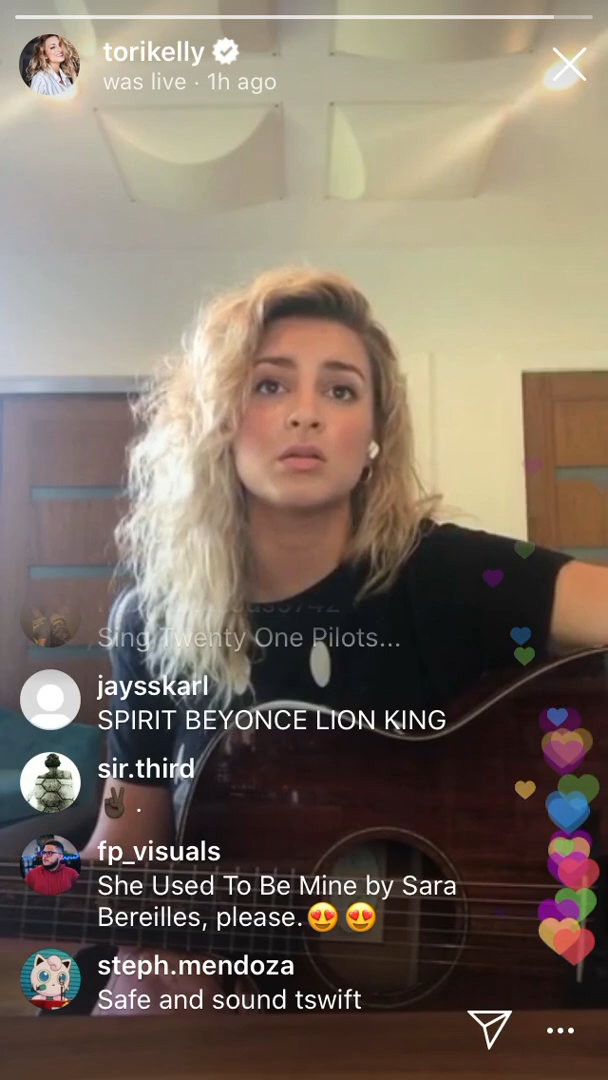 torikelly
was live · 1h ago
Sing Twenty One Pilots...
jaysskarl
SPIRIT BEYONCE LION KING
sir.third
✌🏿 .
fp_visuals
She Used To Be Mine by Sara
Bereilles, please.😍 😍
steph.mendoza
Safe and sound tswift